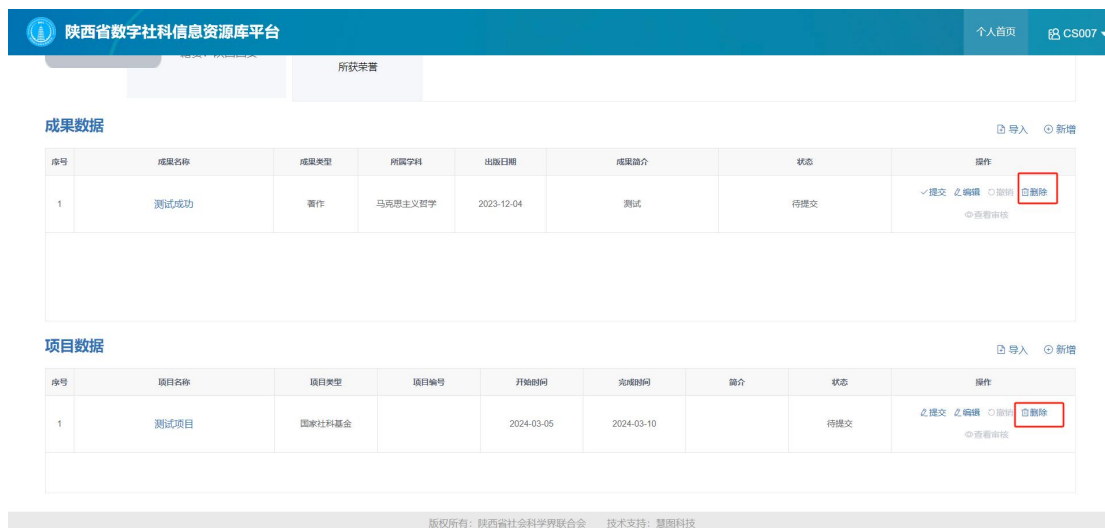 陕西省数字社科信息资源库平台
个人首页 CS007
所获荣誉
成果数据
导入 新增
序号 成果名称 成果类型 所属学科 出版日期 成果简介 状态 操作
1 测试成功 著作 马克思主义哲学 2023-12-04 测试 待提交 提交 编辑 撤销 删除
查看审核
项目数据
导入 新增
序号 项目名称 项目类型 项目编号 开始时间 完成时间 简介 状态 操作
1 测试项目 国家社科基金 2024-03-05 2024-03-10 待提交 提交 编辑 撤销 删除
查看审核
版权所有：陕西省社会科学界联合会 技术支持：慧图科技